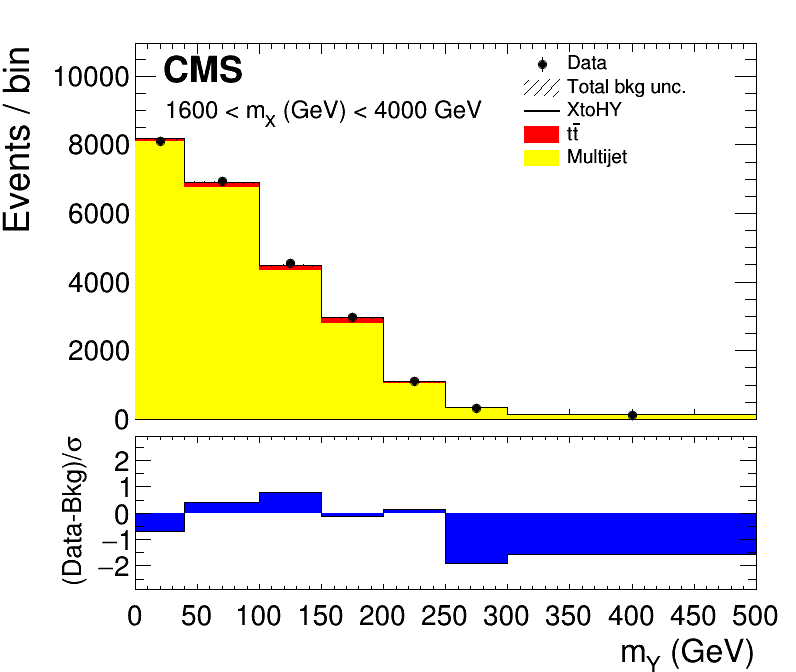 Events / bin
10000
8000
6000
4000
2000
0
CMS
1600 < m_X (GeV) < 4000 GeV
Data
Total bkg unc.
XtoHY
tt̄
Multijet
(Data-Bkg)/σ
2
1
0
−1
−2
0 50 100 150 200 250 300 350 400 450 500
m_Y (GeV)